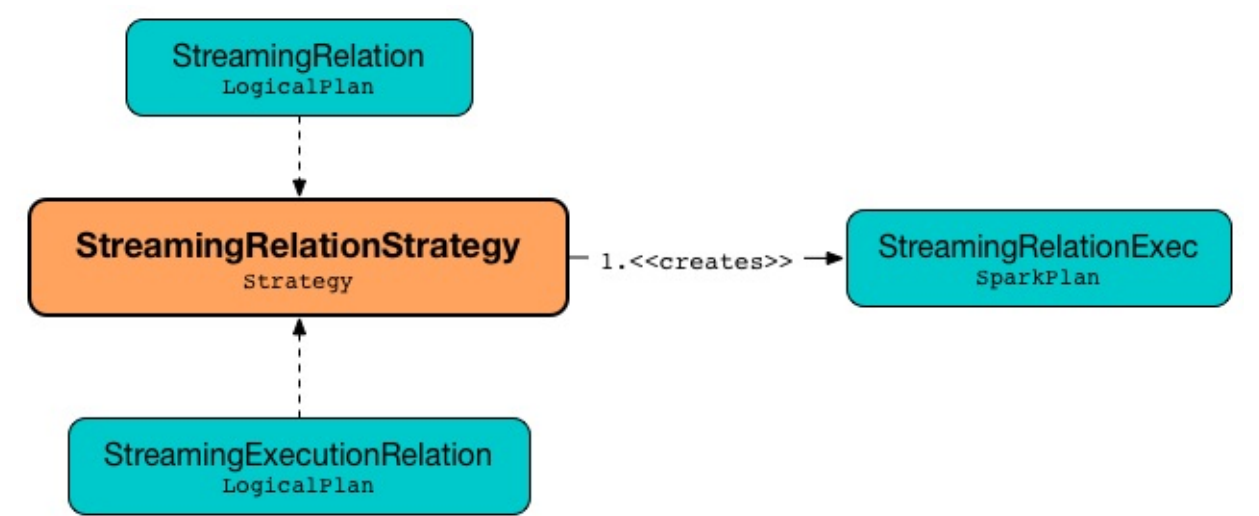 StreamingRelation
LogicalPlan
StreamingRelationStrategy
Strategy
1.<<creates>>
StreamingRelationExec
SparkPlan
StreamingExecutionRelation
LogicalPlan